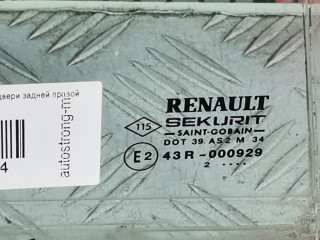 двери задней правой
autostrong-m
4
RENAULT
SEKURIT
115
SAINT-GOBAIN
DOT 39 AS2 M 34
E2 43R-000929
2 ....